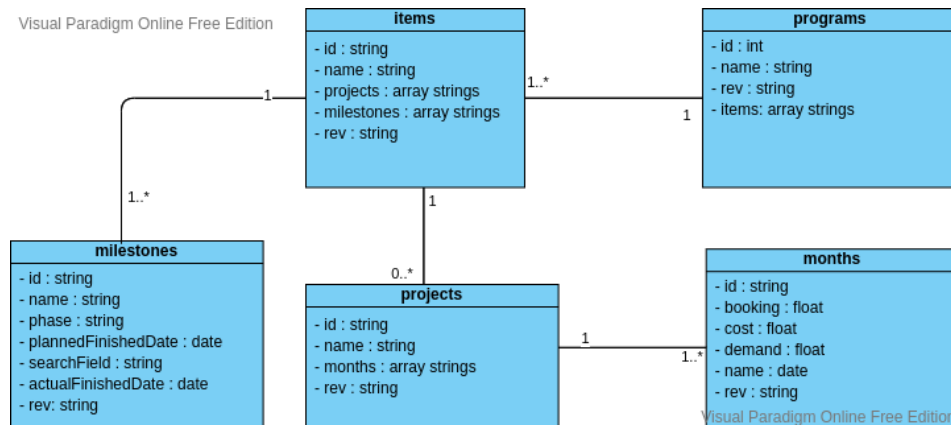 Visual Paradigm Online Free Edition
items
- id : string
- name : string
- projects : array strings
- milestones : array strings
- rev : string
programs
- id : int
- name : string
- rev : string
- items: array strings
1
1..*
1
1..*
1
0..*
milestones
- id : string
- name : string
- phase : string
- plannedFinishedDate : date
- searchField : string
- actualFinishedDate : date
- rev: string
projects
- id : string
- name : string
- months : array strings
- rev : string
1
1..*
months
- id : string
- booking : float
- cost : float
- demand : float
- name : date
- rev : string
Visual Paradigm Online Free Edition